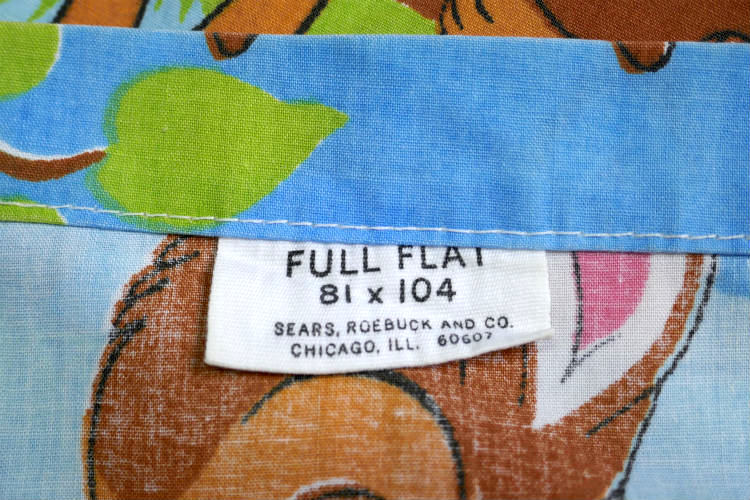 FULL FLAT
81 x 104
SEARS, ROEBUCK AND CO.
CHICAGO, ILL. 60607